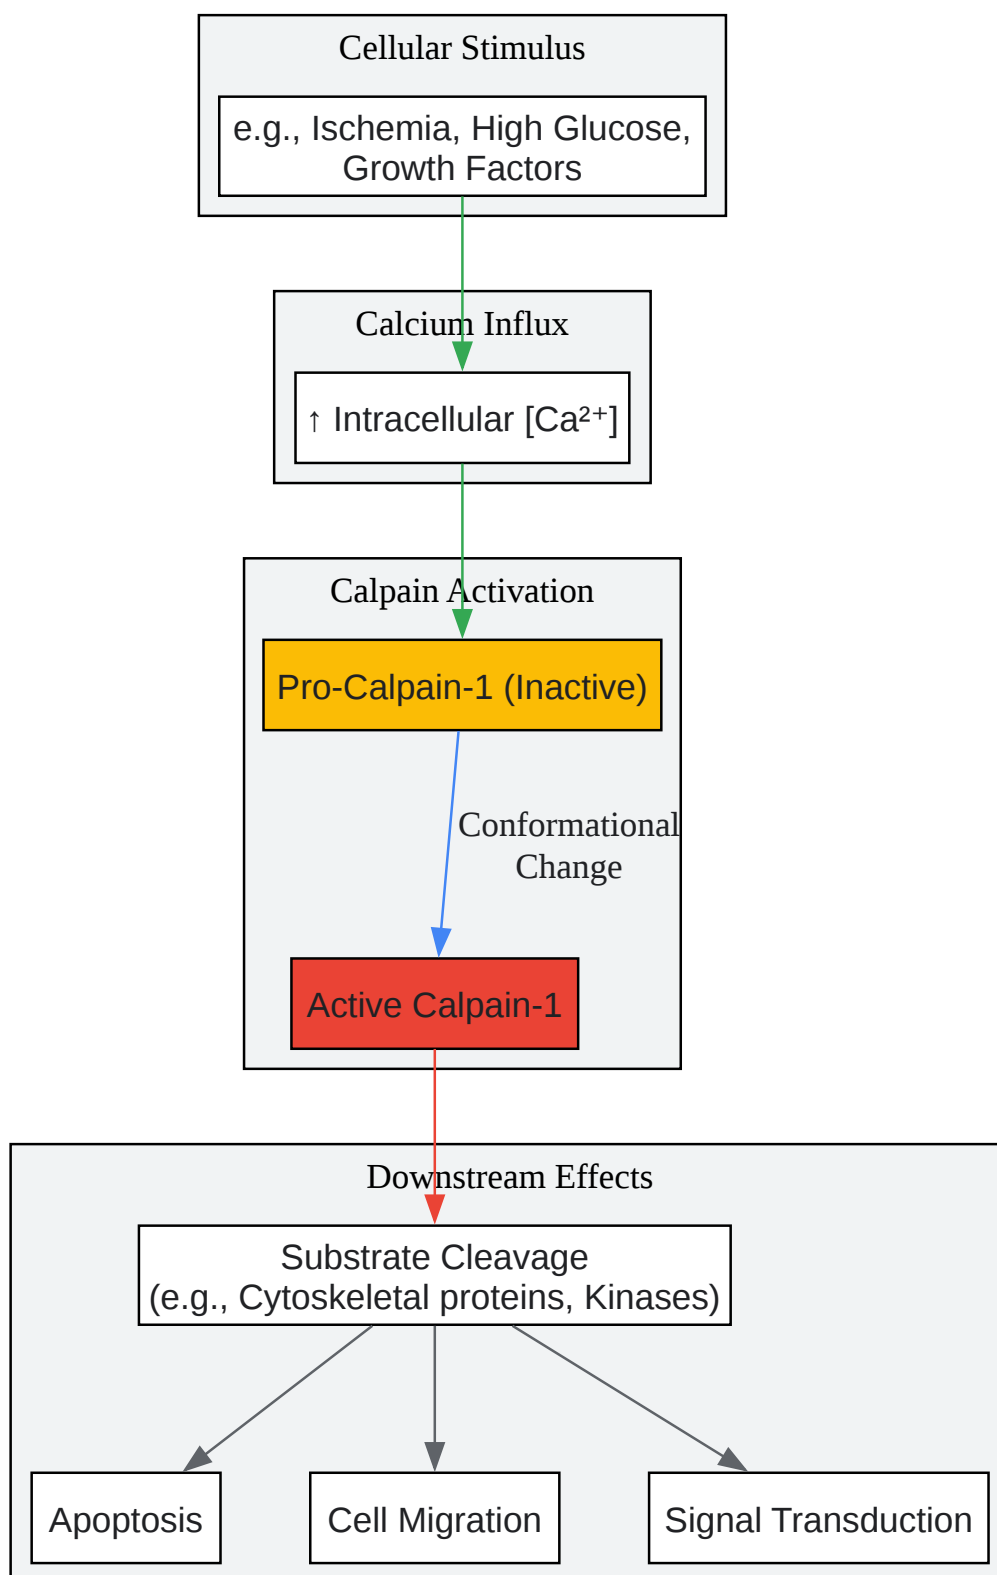 Cellular Stimulus
e.g., Ischemia, High Glucose,
Growth Factors
Calcium Influx
↑ Intracellular [Ca²⁺]
Calpain Activation
Pro-Calpain-1 (Inactive)
Conformational
Change
Active Calpain-1
Downstream Effects
Substrate Cleavage
(e.g., Cytoskeletal proteins, Kinases)
Apoptosis
Cell Migration
Signal Transduction